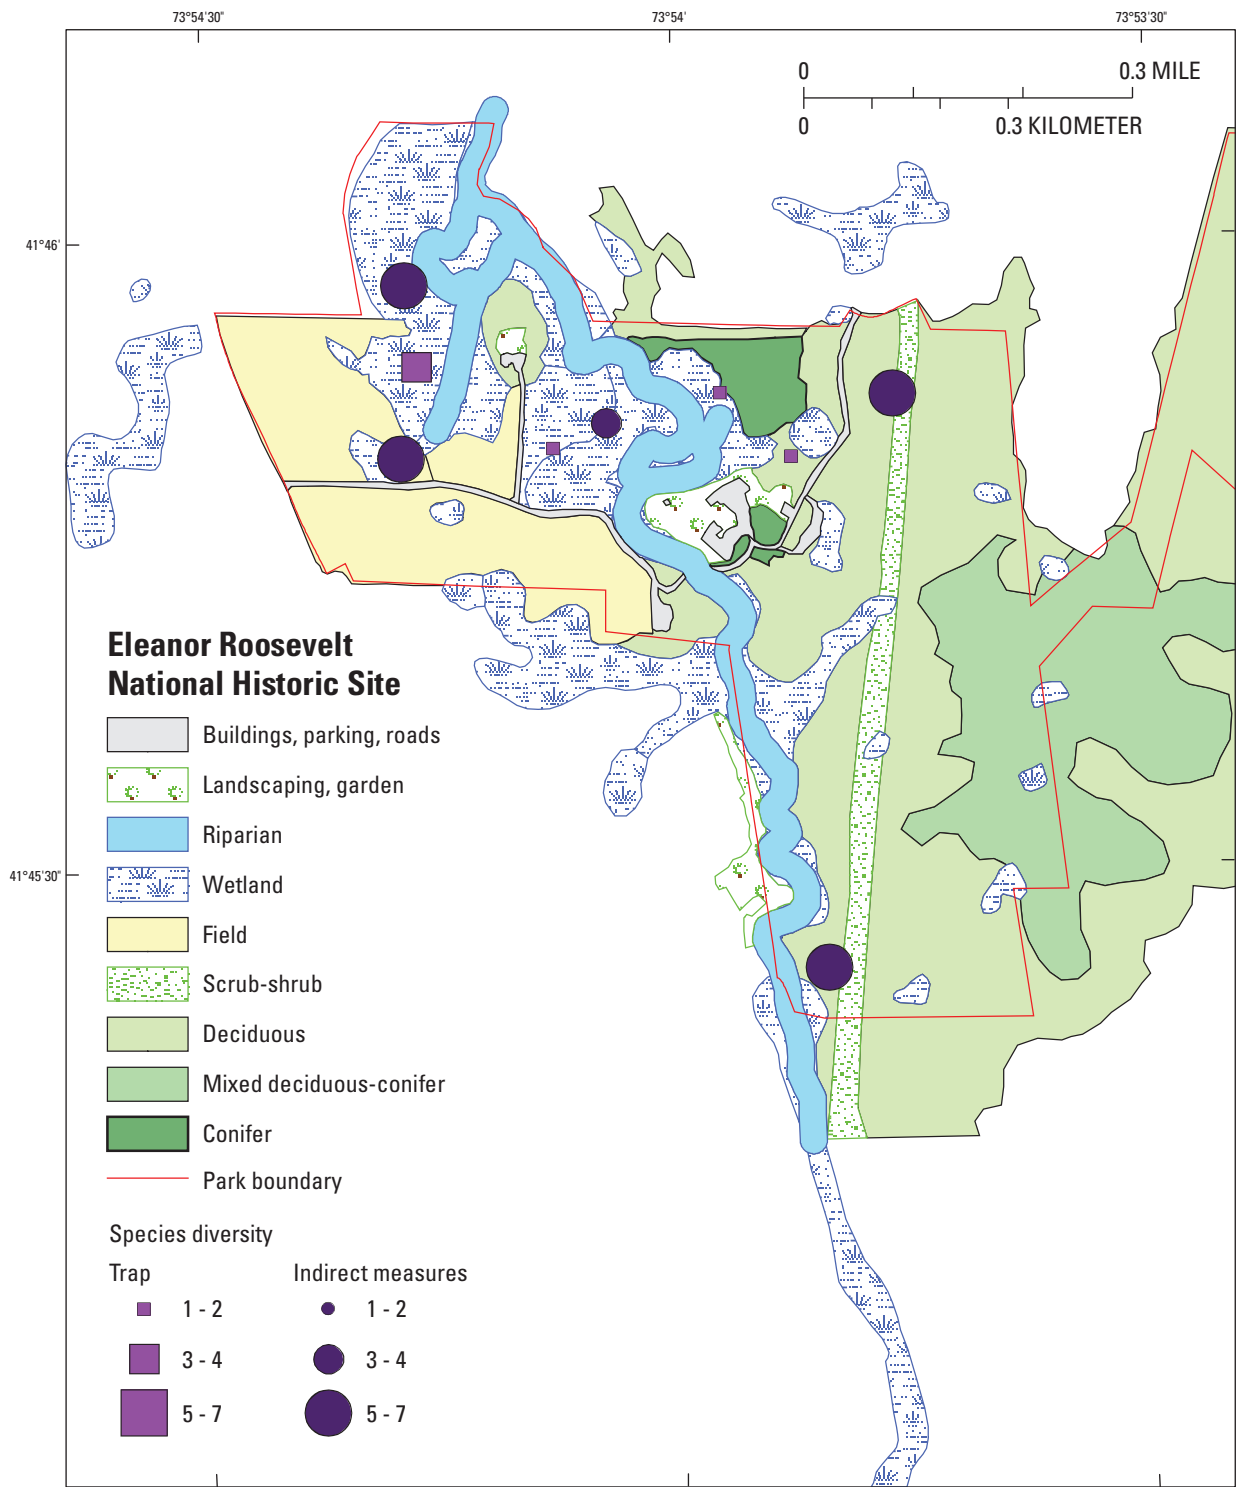 73°54'30"
73°54'
73°53'30"
0
0.3 MILE
0
0.3 KILOMETER
41°46'
41°45'30"
Eleanor Roosevelt
National Historic Site
Buildings, parking, roads
Landscaping, garden
Riparian
Wetland
Field
Scrub-shrub
Deciduous
Mixed deciduous-conifer
Conifer
Park boundary
Species diversity
Trap
Indirect measures
1 - 2
1 - 2
3 - 4
3 - 4
5 - 7
5 - 7